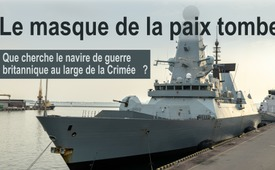 Le masque de la paix tombe
Que cherche le navire de guerre
britannique au large de la Crimée ?